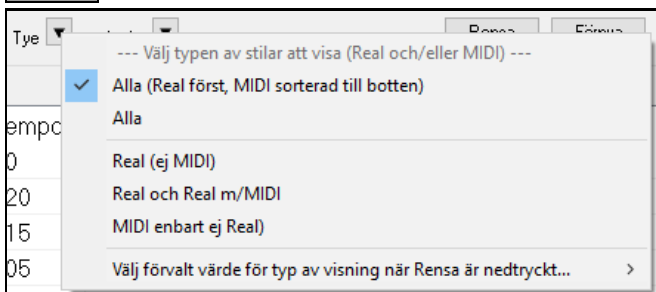 Tye
--- Välj typen av stilar att visa (Real och/eller MIDI) ---
Alla (Real först, MIDI sorterad till botten)
Alla
empo
0
Real (ej MIDI)
20
Real och Real m/MIDI
15
MIDI enbart ej Real)
05
Välj förvalt värde för typ av visning när Rensa är nedtryckt...